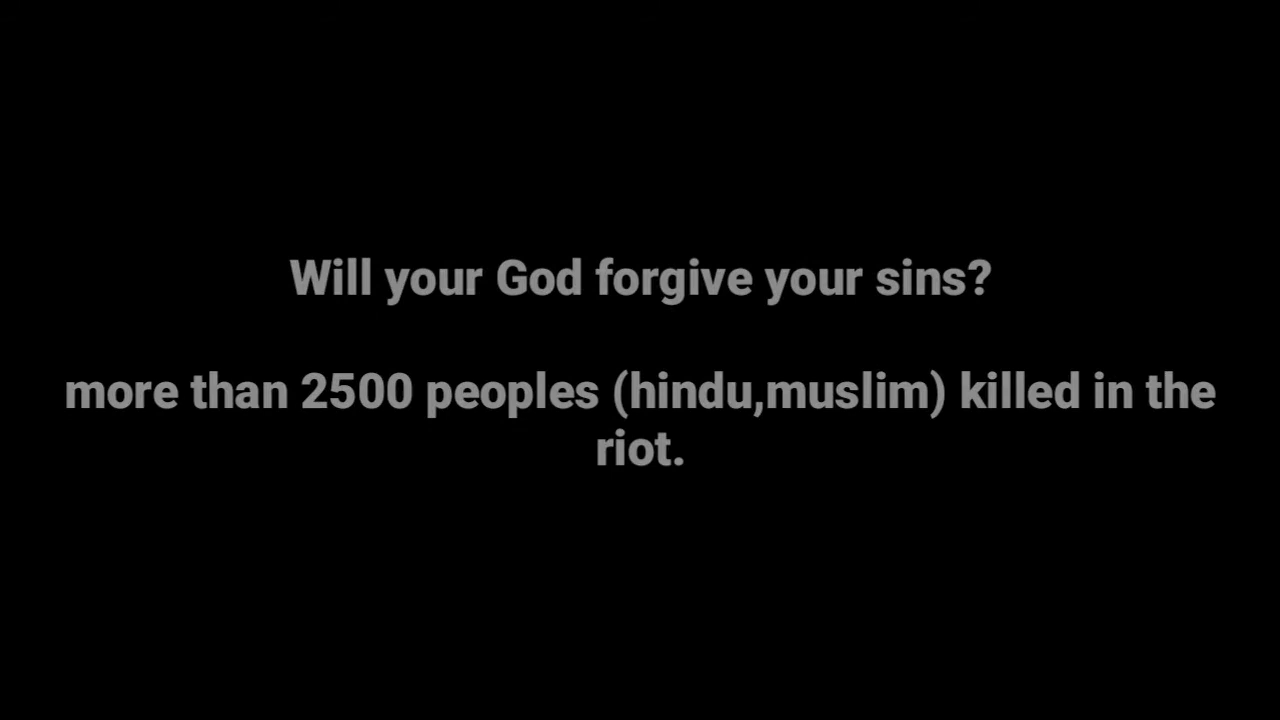 Will your God forgive your sins?
more than 2500 peoples (hindu,muslim) killed in the
riot.